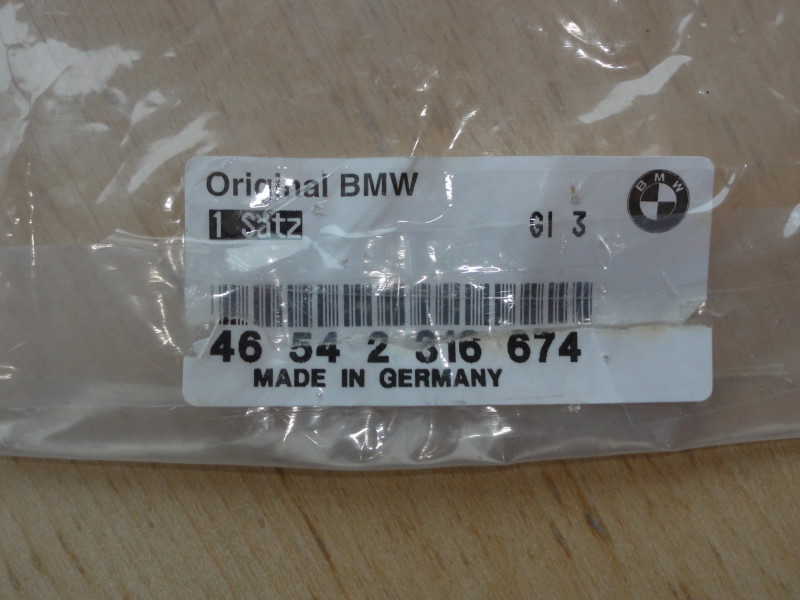 Original BMW
BMW
1 Satz GI 3
46 54 2 316 674
MADE IN GERMANY